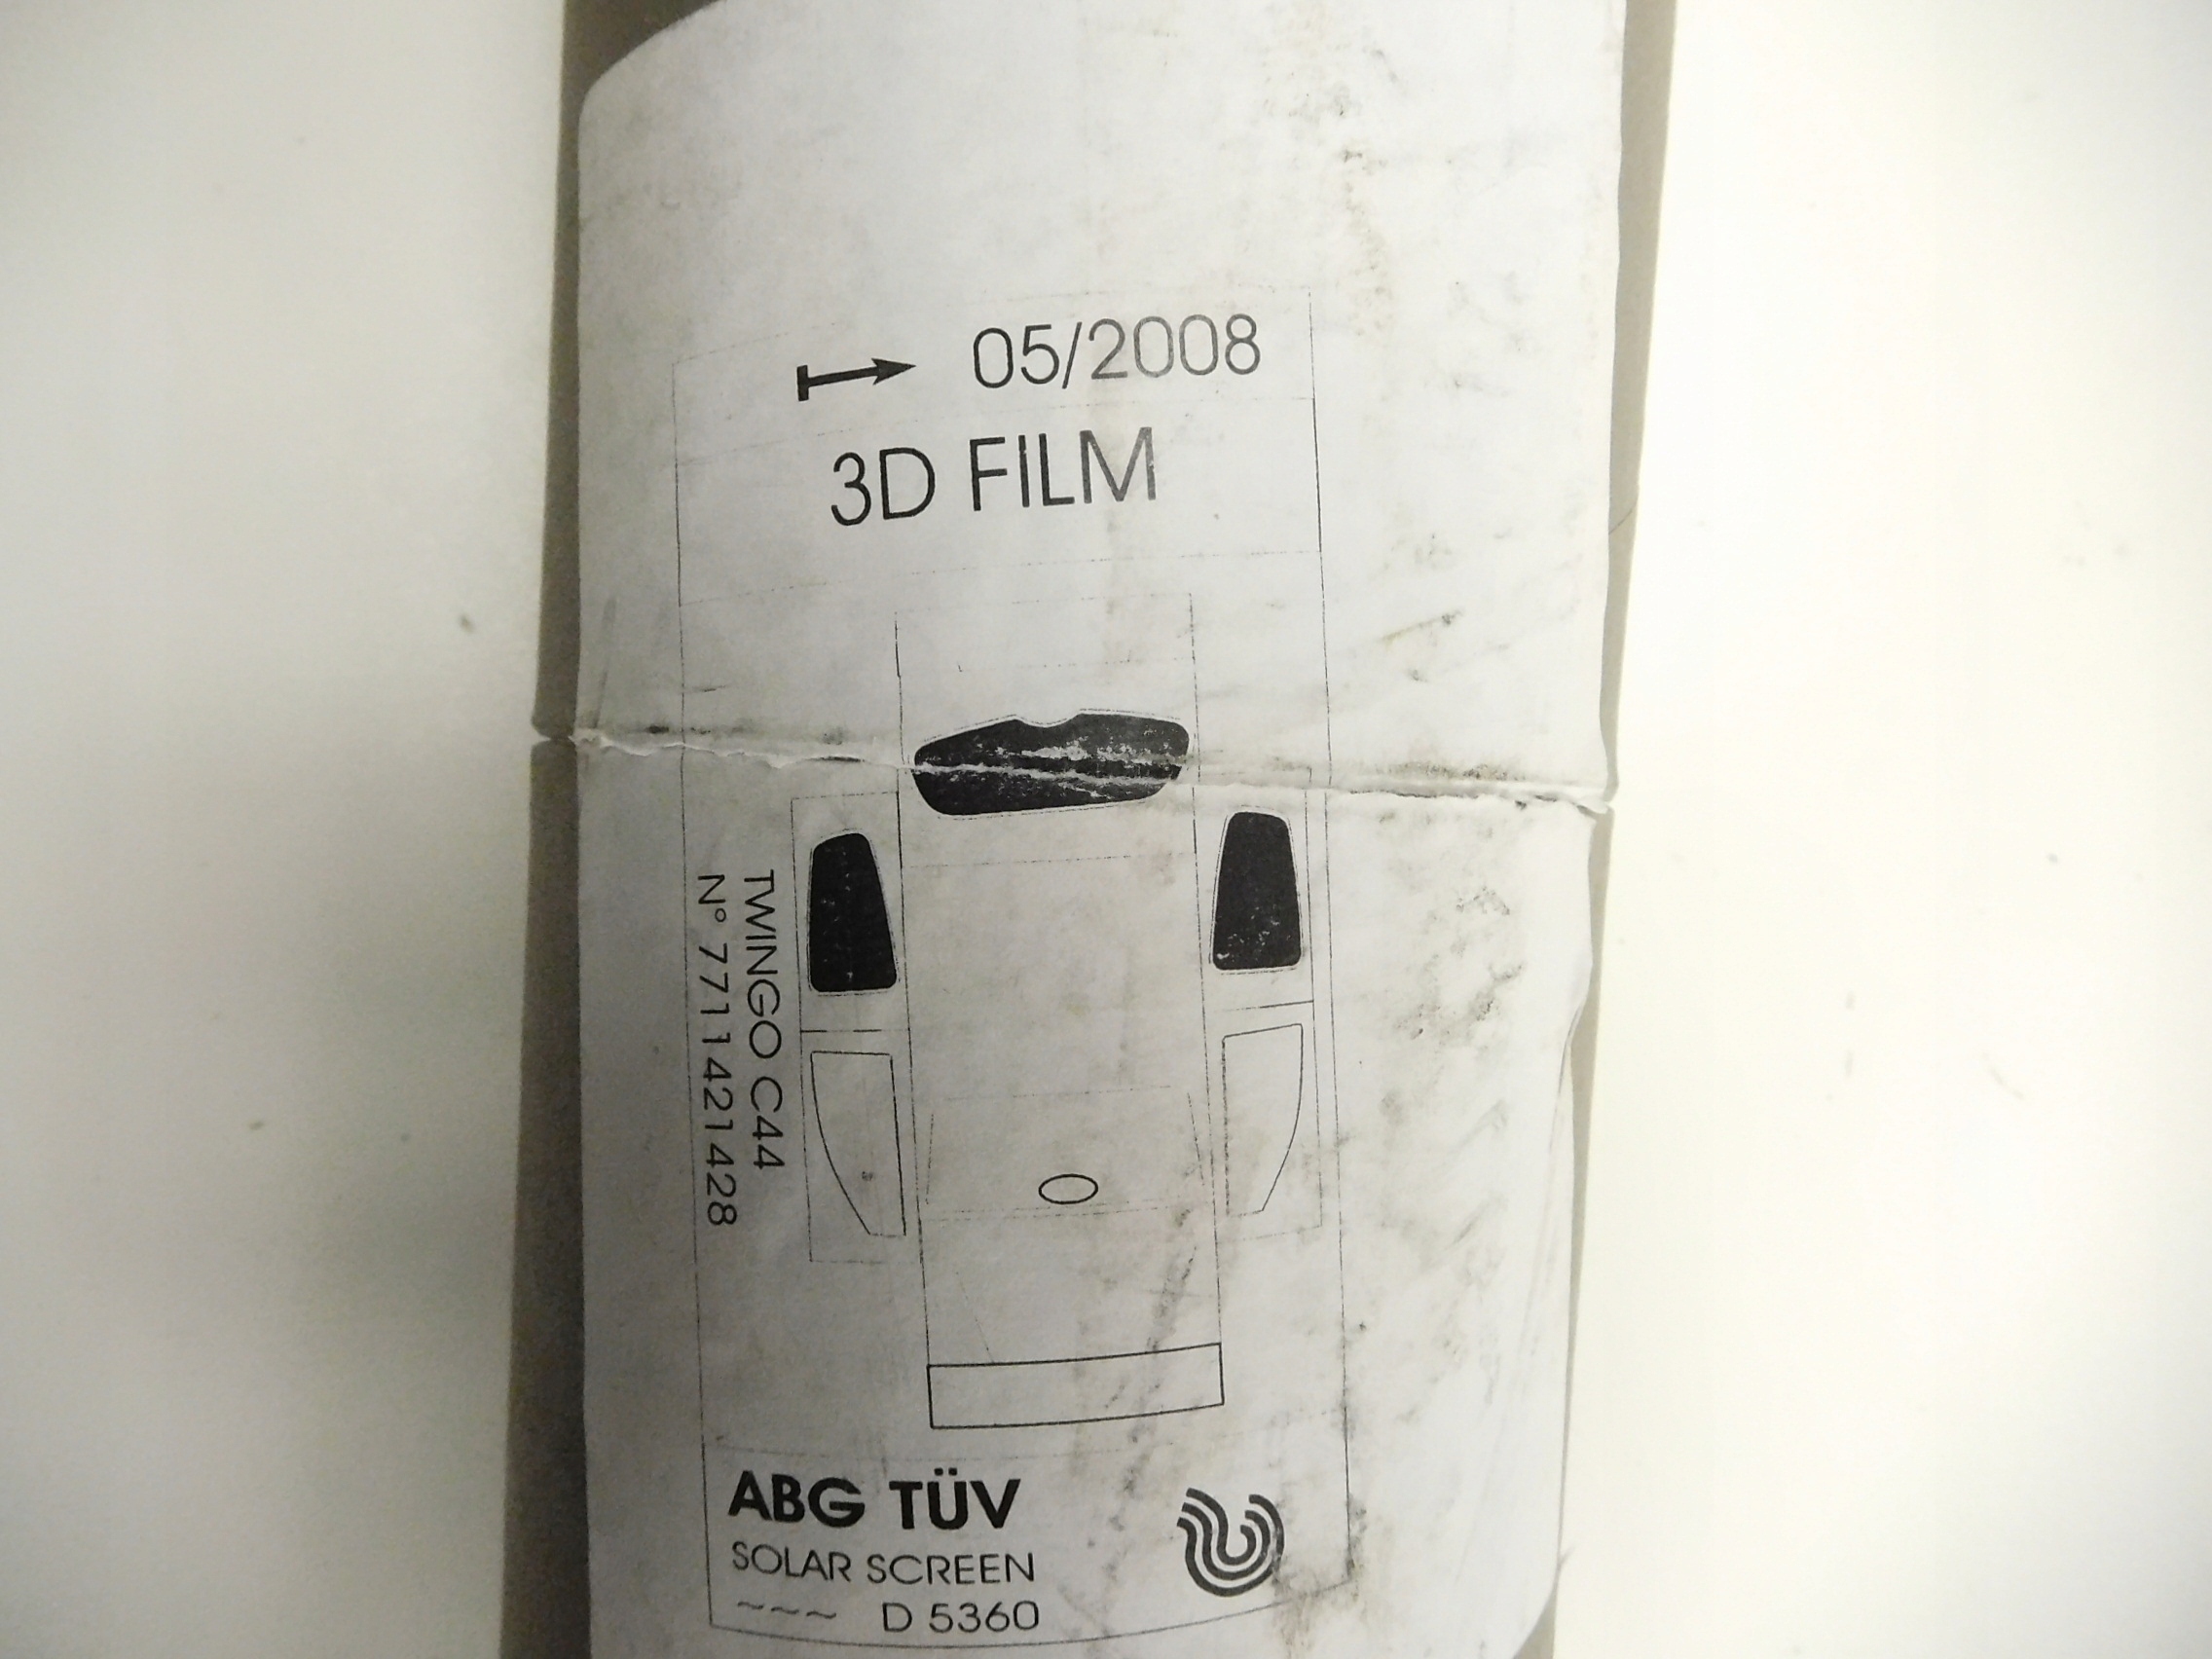 05/2008
3D FILM
TWINGO C44
N° 7711421428
ABG TÜV
SOLAR SCREEN
~~~ D 5360